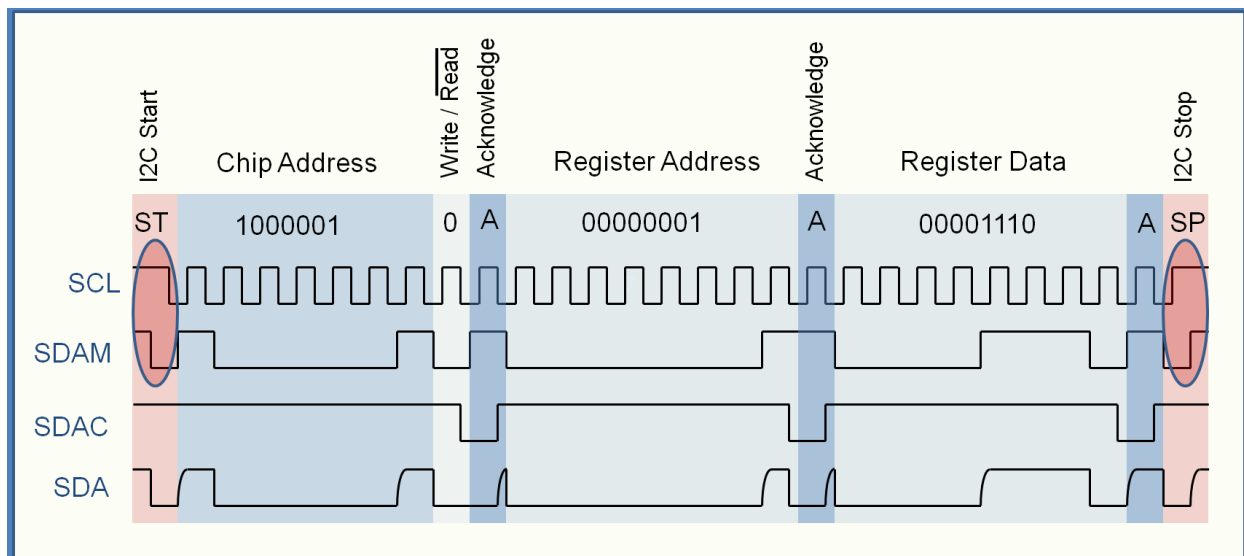 I2C Start
Write / Read
Acknowledge
Acknowledge
I2C Stop
Chip Address
Register Address
Register Data
ST
1000001
0
A
00000001
A
00001110
A
SP
SCL
SDAM
SDAC
SDA